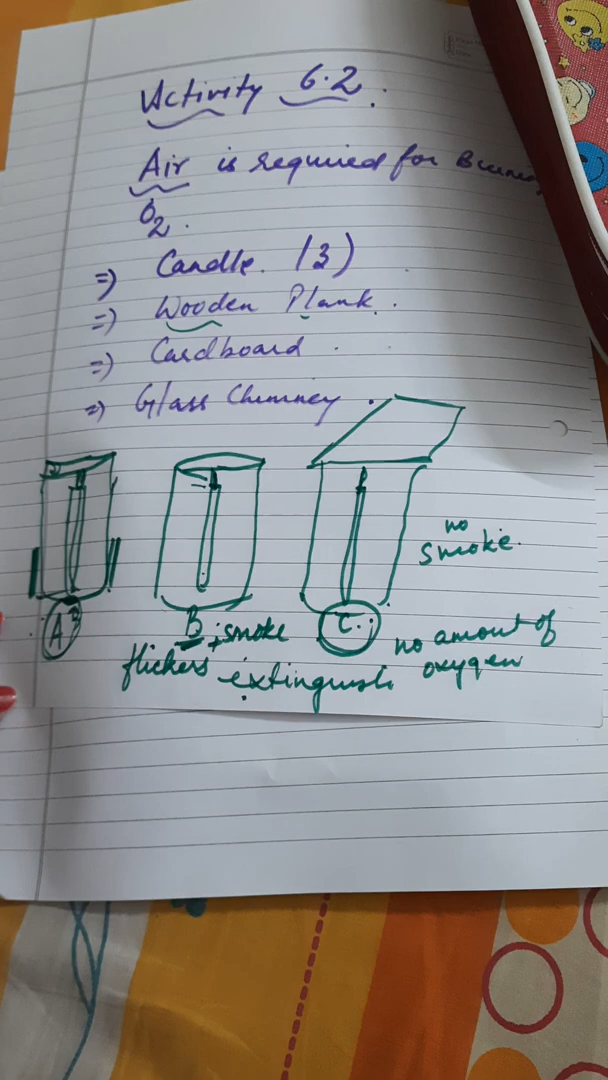 Activity 6.2.
Air is required for
O2.
⇒ Candle. (3)
⇒ Wooden Plank.
⇒ Cardboard.
⇒ Glass Chimney.
no
smoke.
A
B ; smoke
C.
flickers extinguish
no amount of
oxygen